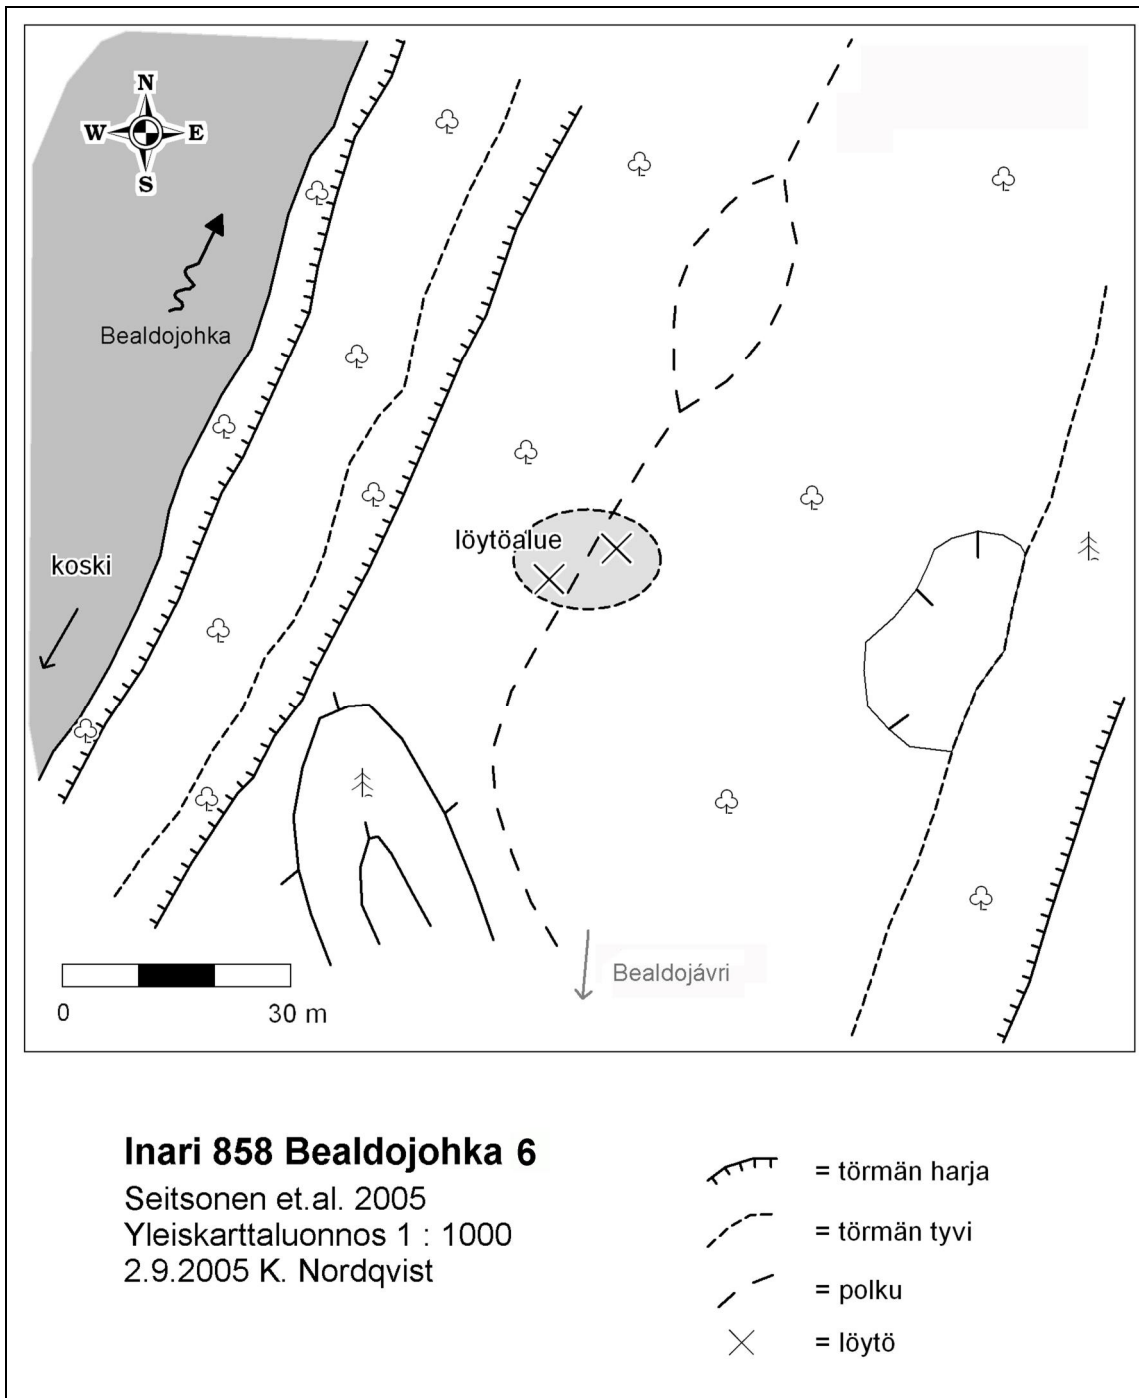 N
W E
S
Bealdojohka
löytöalue
koski
Bealdojávri
0 30 m
Inari 858 Bealdojohka 6
Seitsonen et.al. 2005
Yleiskarttaluonnos 1 : 1000
2.9.2005 K. Nordqvist
= törmän harja
= törmän tyvi
= polku
= löytö